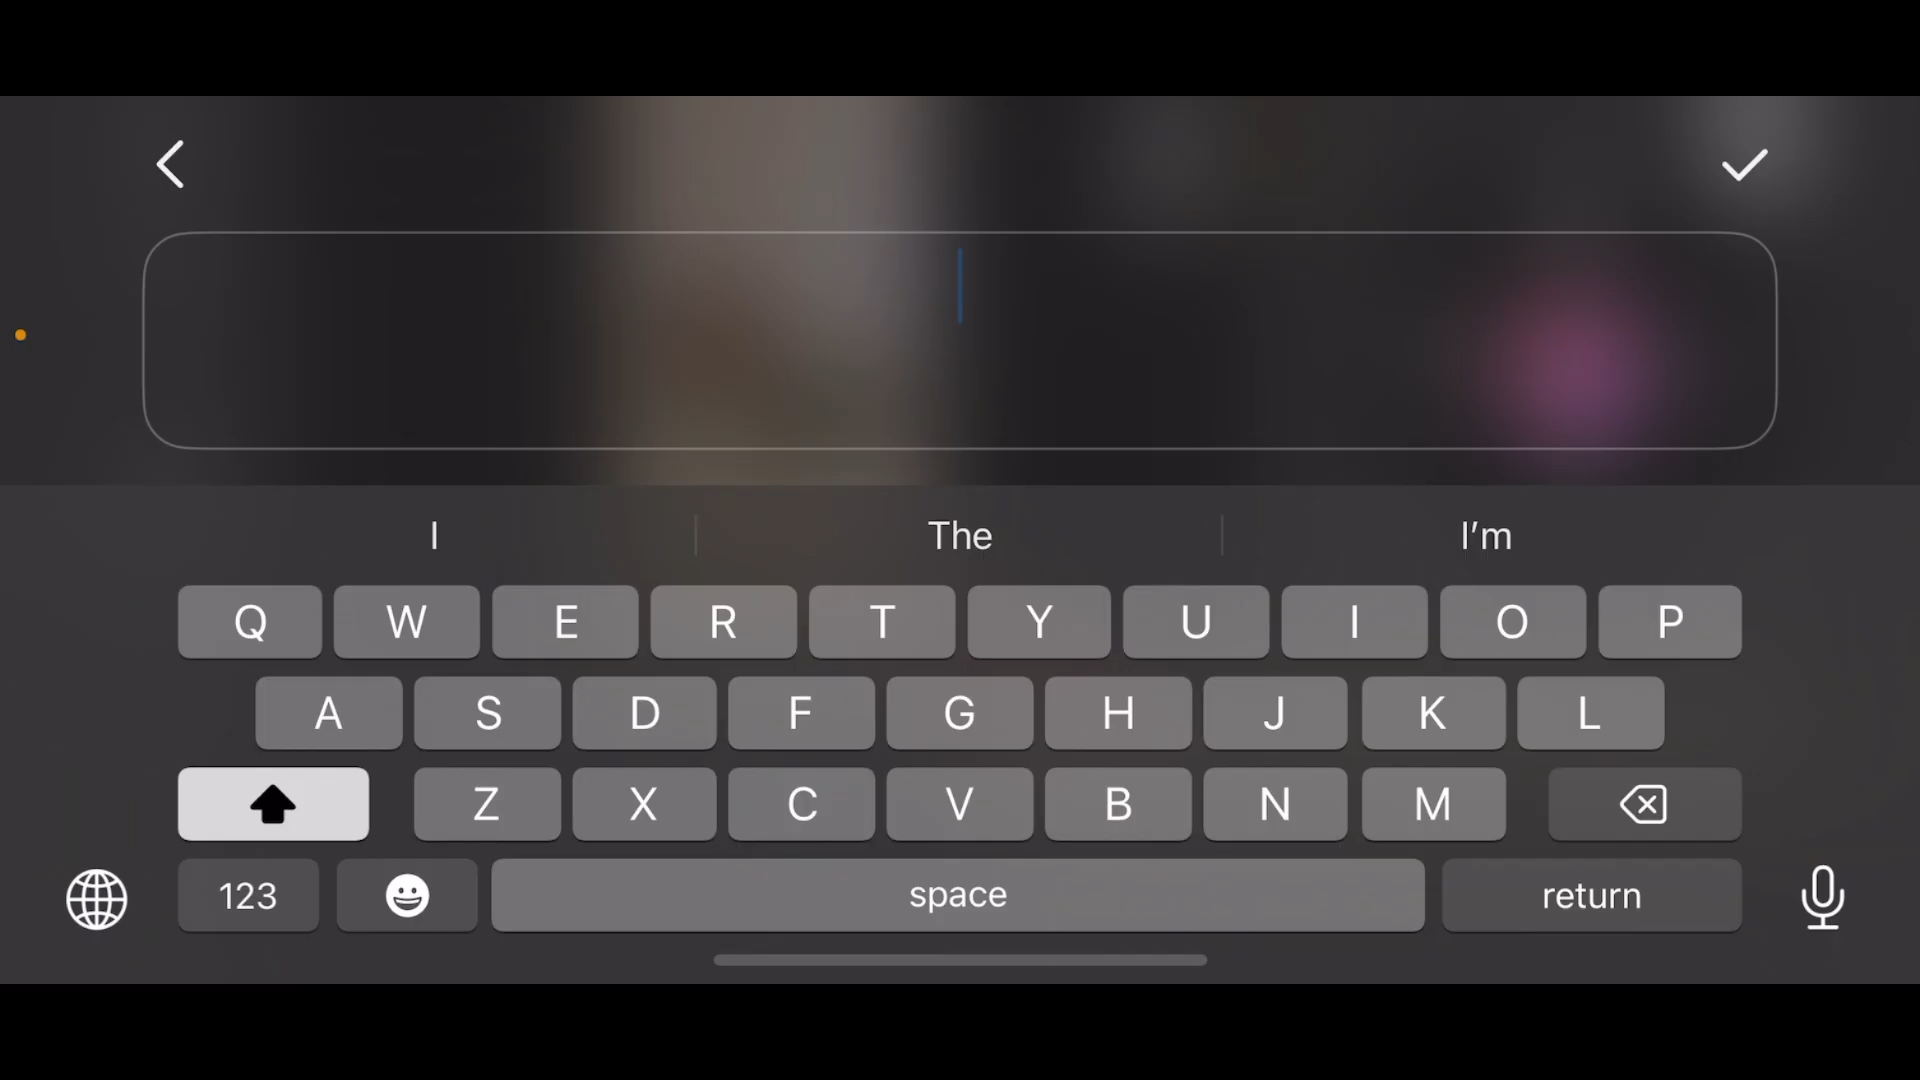 I The I'm
Q W E R T Y U I O P
A S D F G H J K L
Z X C V B N M
123 space return